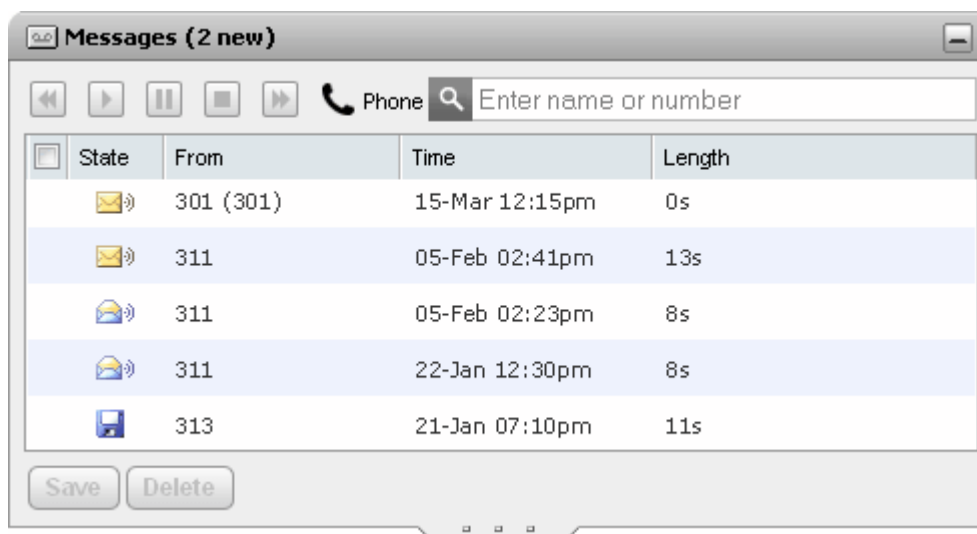 Messages (2 new)
Phone Enter name or number
State From Time Length
301 (301) 15-Mar 12:15pm 0s
311 05-Feb 02:41pm 13s
311 05-Feb 02:23pm 8s
311 22-Jan 12:30pm 8s
313 21-Jan 07:10pm 11s
Save Delete